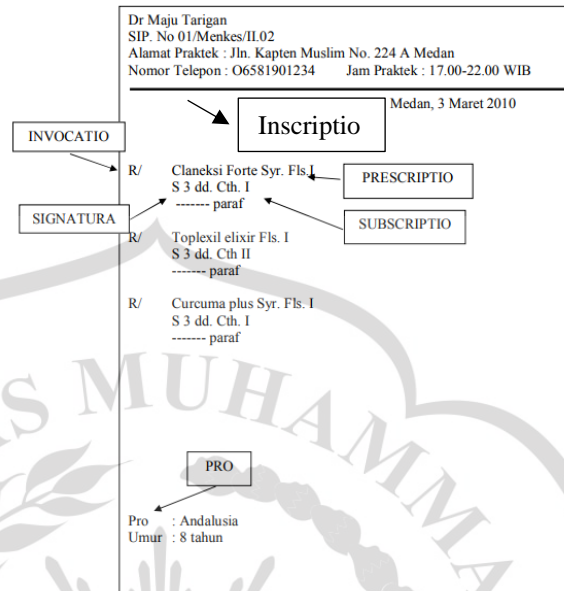 Dr Maju Tarigan
SIP. No 01/Menkes/II.02
Alamat Praktek : Jln. Kapten Muslim No. 224 A Medan
Nomor Telepon : O6581901234 Jam Praktek : 17.00-22.00 WIB
Medan, 3 Maret 2010
Inscriptio
INVOCATIO
R/ Claneksi Forte Syr. Fls.I
PRESCRIPTIO
S 3 dd. Cth. I
------- paraf
SIGNATURA
SUBSCRIPTIO
R/ Toplexil elixir Fls. I
S 3 dd. Cth II
------- paraf
R/ Curcuma plus Syr. Fls. I
S 3 dd. Cth. I
------- paraf
PRO
Pro : Andalusia
Umur : 8 tahun
S MUHAMMA